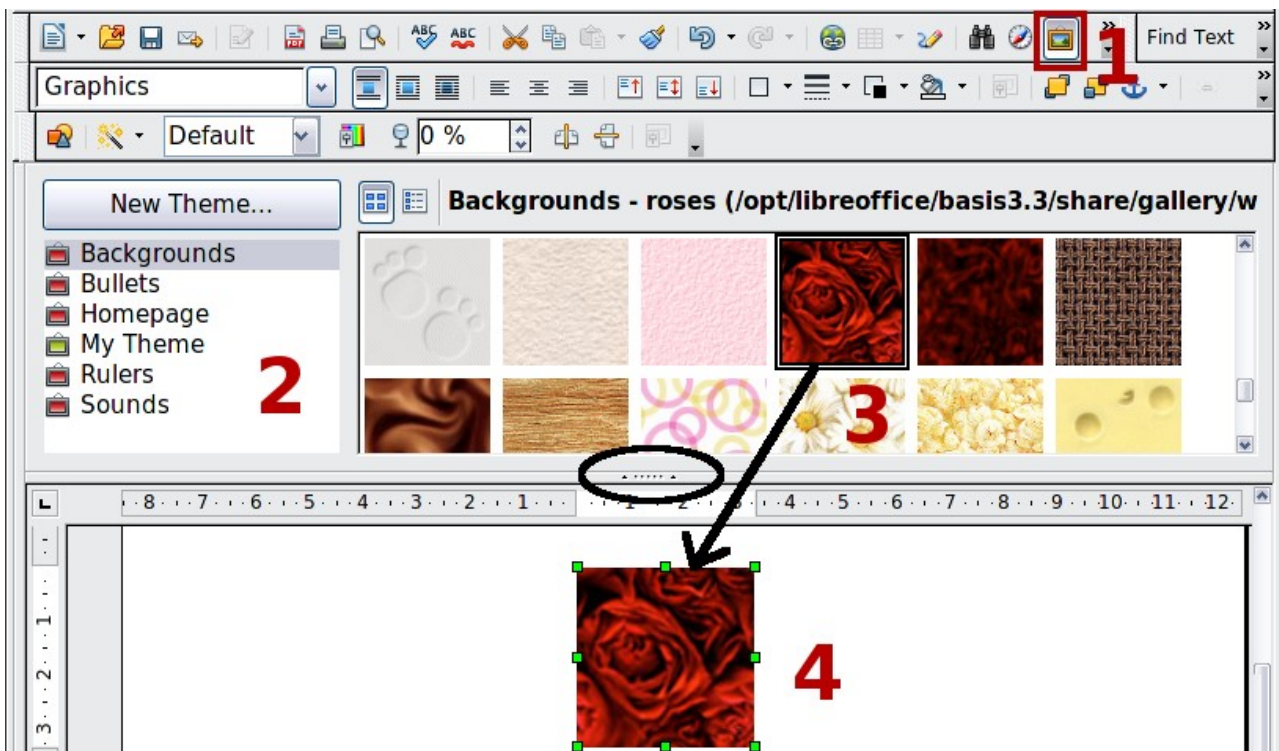 ABC ABC 1 Find Text
Graphics
Default 0 %
New Theme... Backgrounds - roses (/opt/libreoffice/basis3.3/share/gallery/w
Backgrounds
Bullets
Homepage
My Theme
Rulers
Sounds
2
3
8 7 6 5 4 3 2 1 1 2 3 4 5 6 7 8 9 10 11 12
1
2
3
4